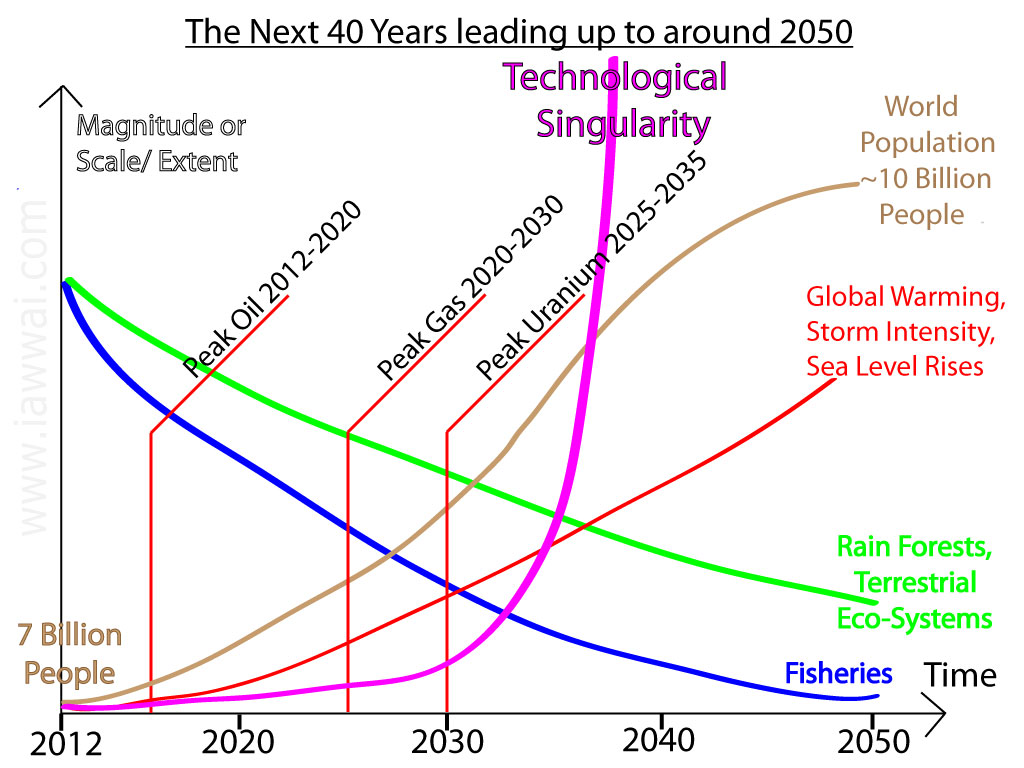 The Next 40 Years leading up to around 2050
Technological
Singularity
Magnitude or
Scale/ Extent
World
Population
~10 Billion
People
Peak Oil 2012-2020
Peak Gas 2020-2030
Peak Uranium 2025-2035
Global Warming,
Storm Intensity,
Sea Level Rises
www.iawawai.com
Rain Forests,
Terrestrial
Eco-Systems
7 Billion
People
Fisheries
Time
2012
2020
2030
2040
2050